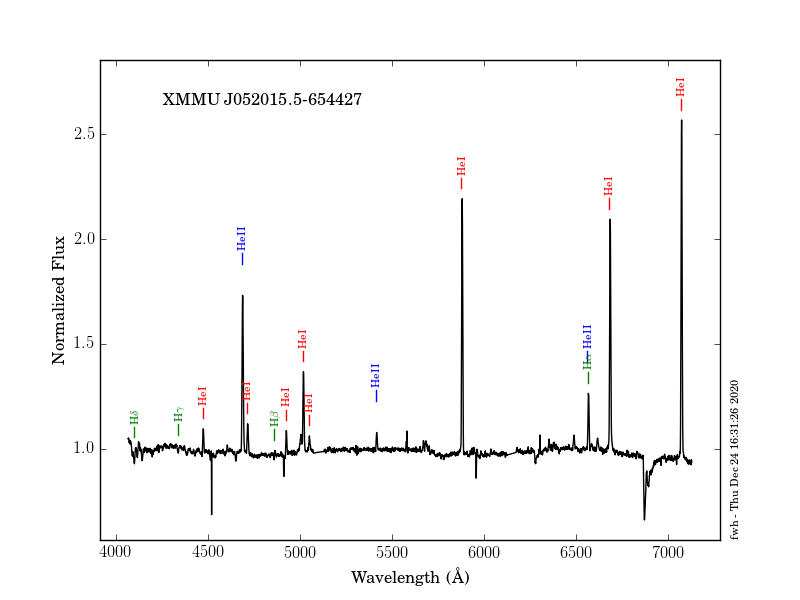 XMMU J052015.5-654427
HeI
HeI
HeI
HeII
HeI
HeI
HeII
HeII
Hα
HeI
HeI
HeI
Hδ
Hγ
Hβ
2.5
2.0
1.5
1.0
Normalized Flux
4000 4500 5000 5500 6000 6500 7000
Wavelength (Å)
fwh - Thu Dec 24 16:31:26 2020